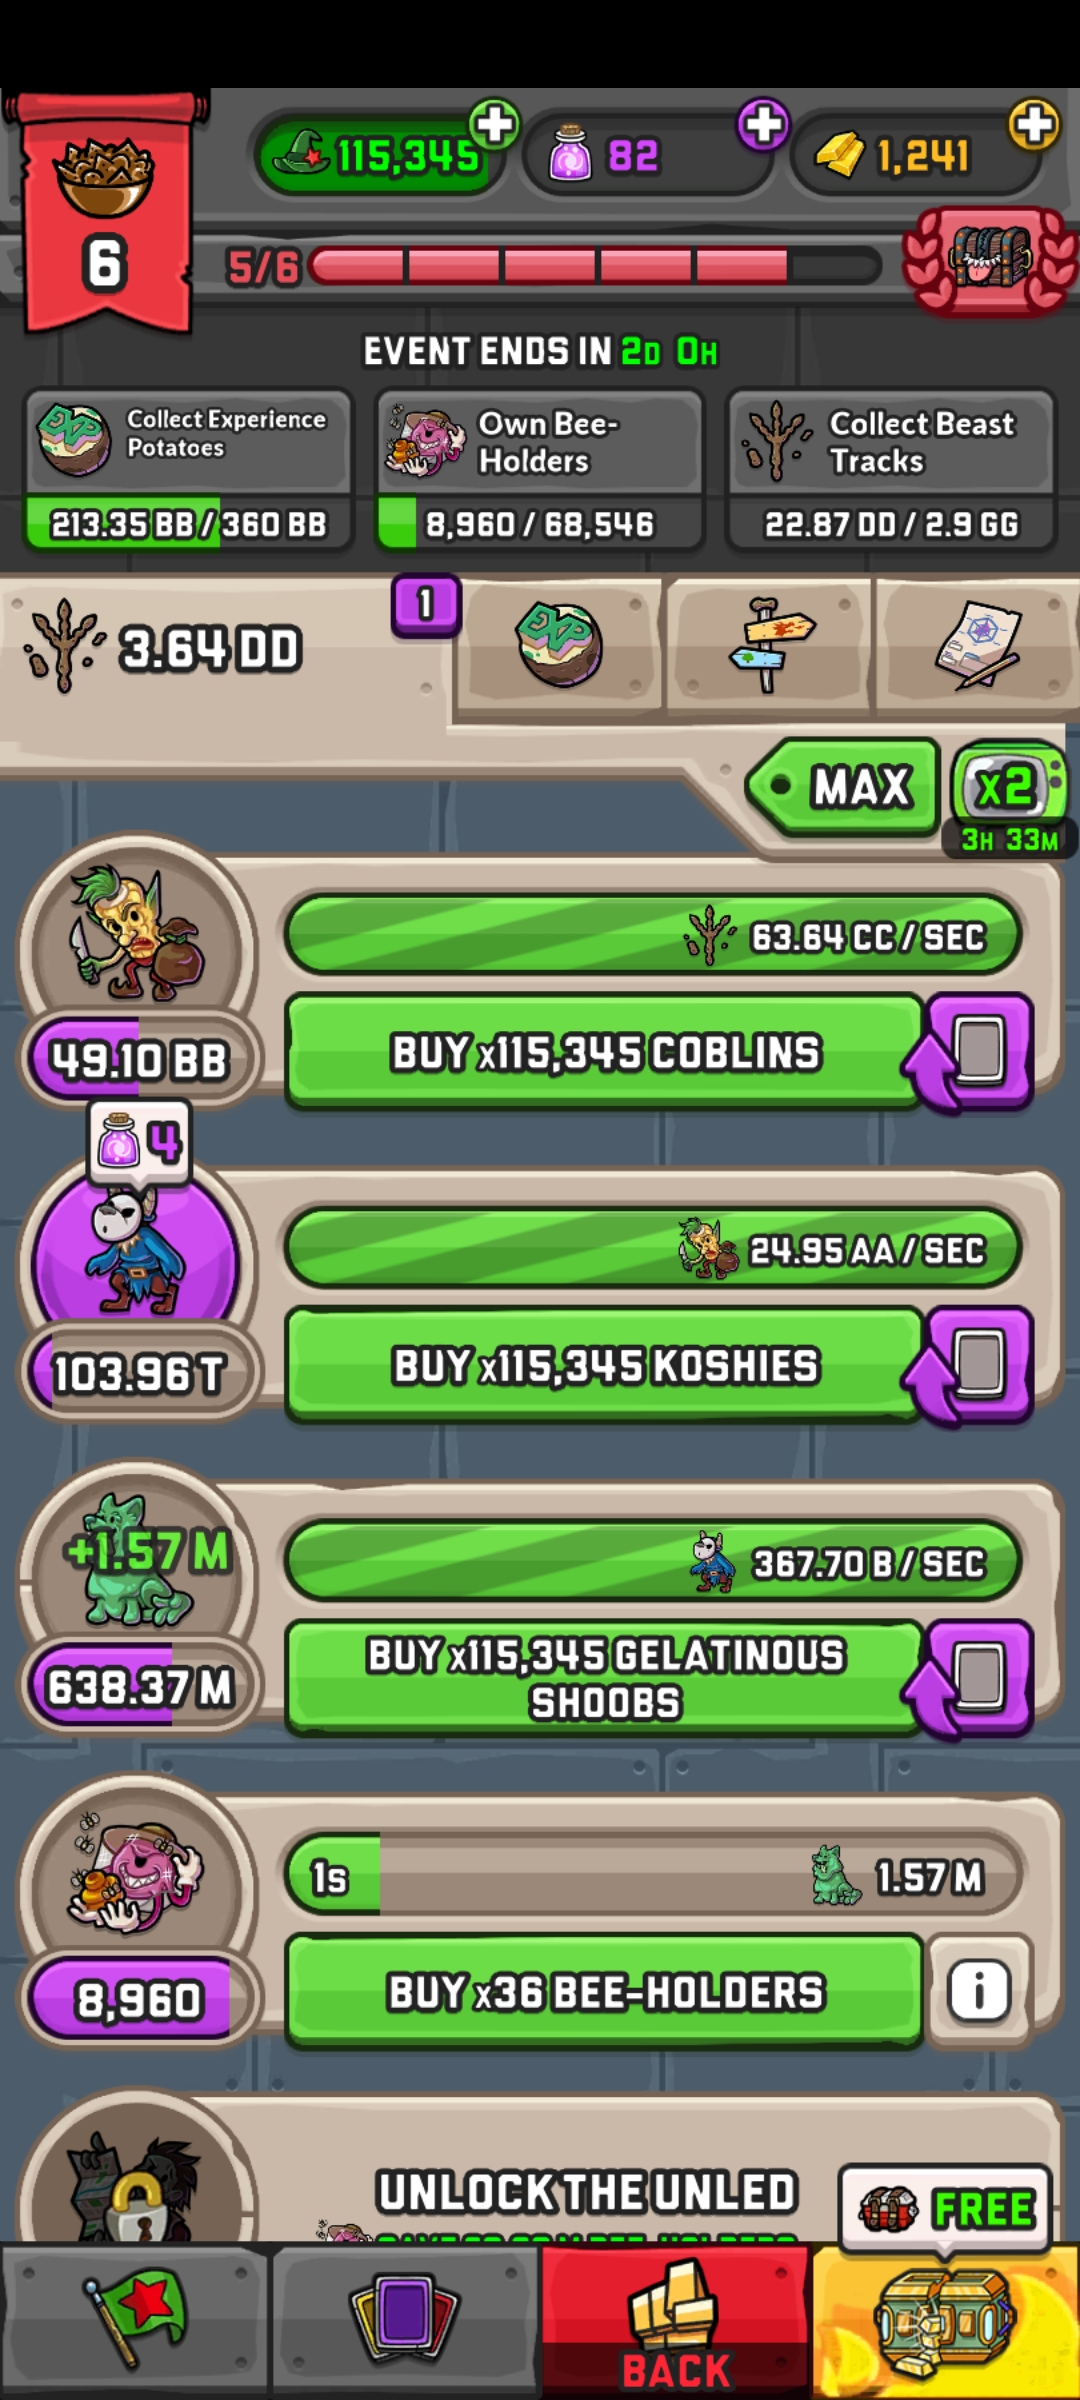 115,345
82
1,241
6
5/6
EVENT ENDS IN 2D 0H
Collect Experience
Potatoes
213.35 BB / 360 BB
Own Bee-
Holders
8,960 / 68,546
Collect Beast
Tracks
22.87 DD / 2.9 GG
3.64 DD
1
EXP
MAX
x2
3H 33M
63.64 CC / SEC
BUY x115,345 COBLINS
49.10 BB
4
24.95 AA / SEC
BUY x115,345 KOSHIES
103.96 T
+1.57 M
367.70 B / SEC
BUY x115,345 GELATINOUS
SHOOBS
638.37 M
1s
1.57 M
BUY x36 BEE-HOLDERS
i
8,960
UNLOCK THE UNLED
FREE
BACK